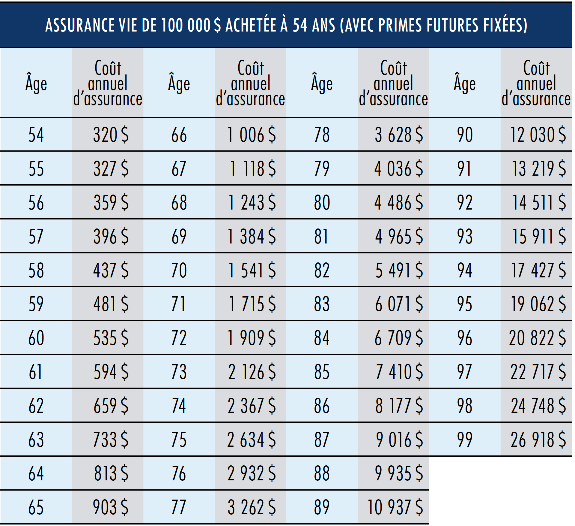 ASSURANCE VIE DE 100 000 $ ACHETÉE À 54 ANS (AVEC PRIMES FUTURES FIXÉES)
Âge Coût annuel d'assurance Âge Coût annuel d'assurance Âge Coût annuel d'assurance Âge Coût annuel d'assurance
54 320 $ 66 1 006 $ 78 3 628 $ 90 12 030 $
55 327 $ 67 1 118 $ 79 4 036 $ 91 13 219 $
56 359 $ 68 1 243 $ 80 4 486 $ 92 14 511 $
57 396 $ 69 1 384 $ 81 4 965 $ 93 15 911 $
58 437 $ 70 1 541 $ 82 5 491 $ 94 17 427 $
59 481 $ 71 1 715 $ 83 6 071 $ 95 19 062 $
60 535 $ 72 1 909 $ 84 6 709 $ 96 20 822 $
61 594 $ 73 2 126 $ 85 7 410 $ 97 22 717 $
62 659 $ 74 2 367 $ 86 8 177 $ 98 24 748 $
63 733 $ 75 2 634 $ 87 9 016 $ 99 26 918 $
64 813 $ 76 2 932 $ 88 9 935 $
65 903 $ 77 3 262 $ 89 10 937 $